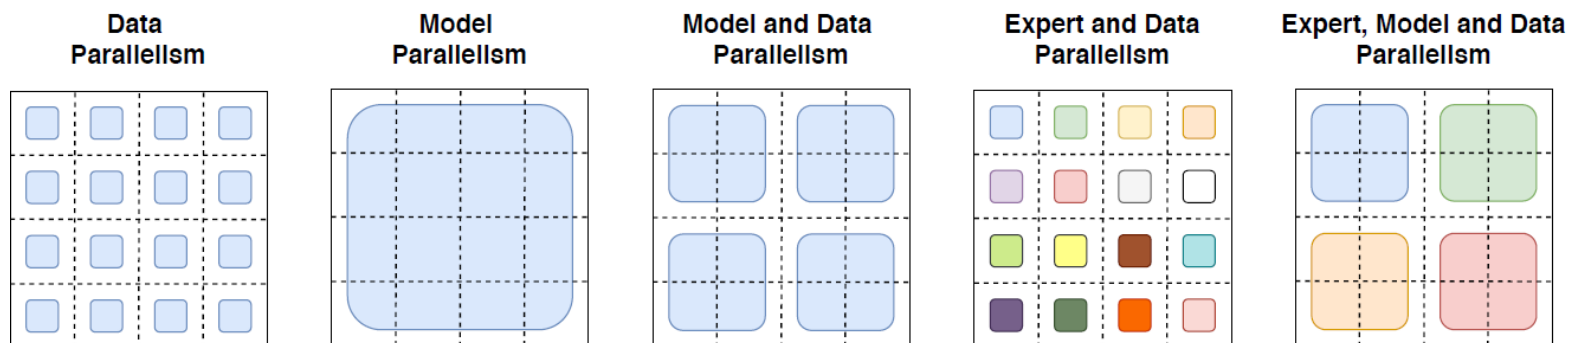 Data
Parallelism
Model
Parallelism
Model and Data
Parallelism
Expert and Data
Parallelism
Expert, Model and Data
Parallelism